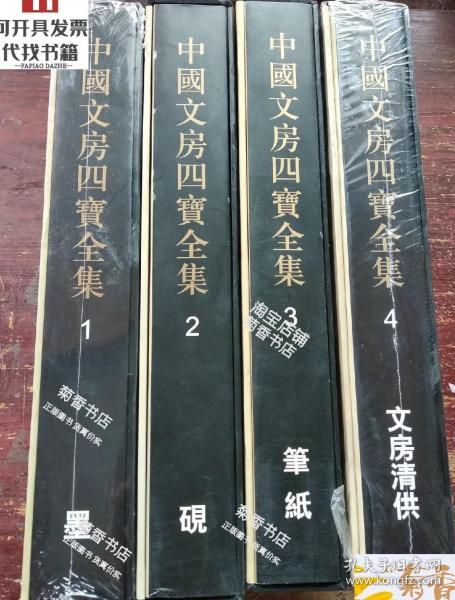 可开具发票
代找书籍
—FAPIAO DAZHE—
中國文房四寶全集
1
墨
菊香书店
正版图书 货真价实
菊香书店
正版图书 货真价实
中國文房四寶全集
2
硯
中國文房四寶全集
3
筆紙
淘宝店铺
菊香书店
菊香书店
正版图书 货真价实
中國文房四寶全集
4
文房清供
孔夫子旧书网
www.kongfz.com
菊香